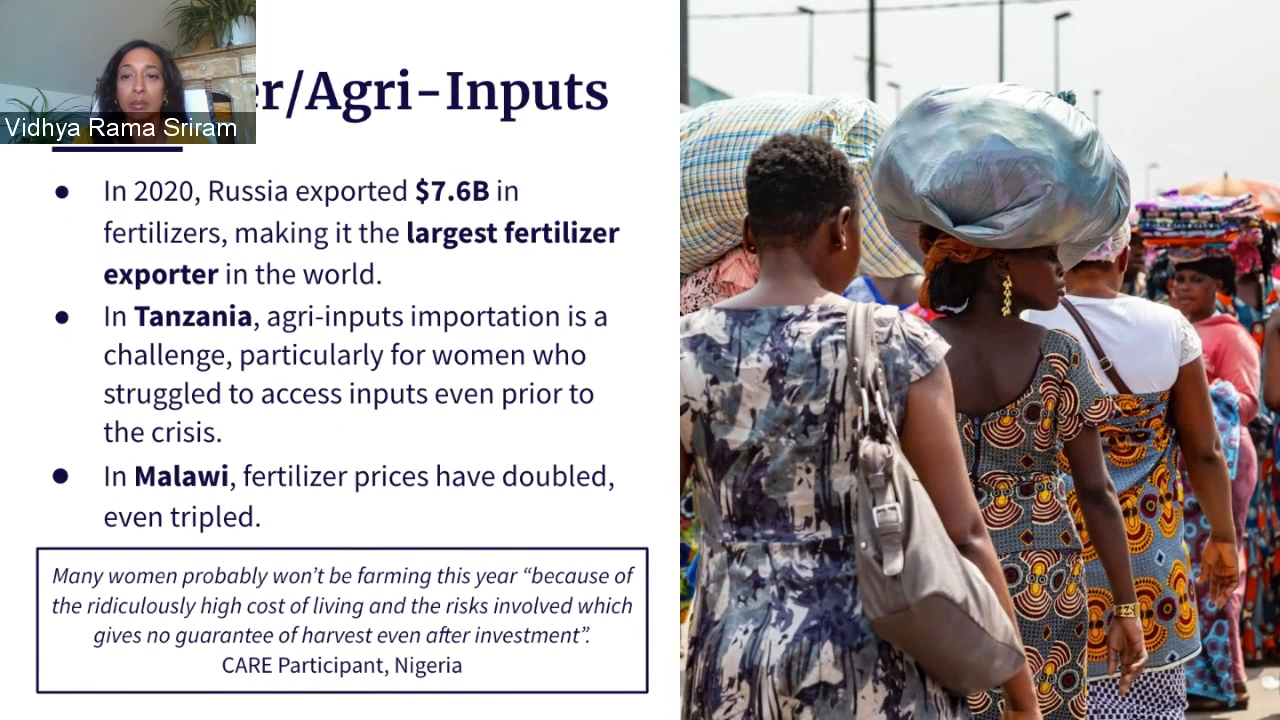 er/Agri-Inputs
Vidhya Rama Sriram
● In 2020, Russia exported $7.6B in
fertilizers, making it the largest fertilizer
exporter in the world.
● In Tanzania, agri-inputs importation is a
challenge, particularly for women who
struggled to access inputs even prior to
the crisis.
● In Malawi, fertilizer prices have doubled,
even tripled.
Many women probably won’t be farming this year “because of
the ridiculously high cost of living and the risks involved which
gives no guarantee of harvest even after investment”.
CARE Participant, Nigeria